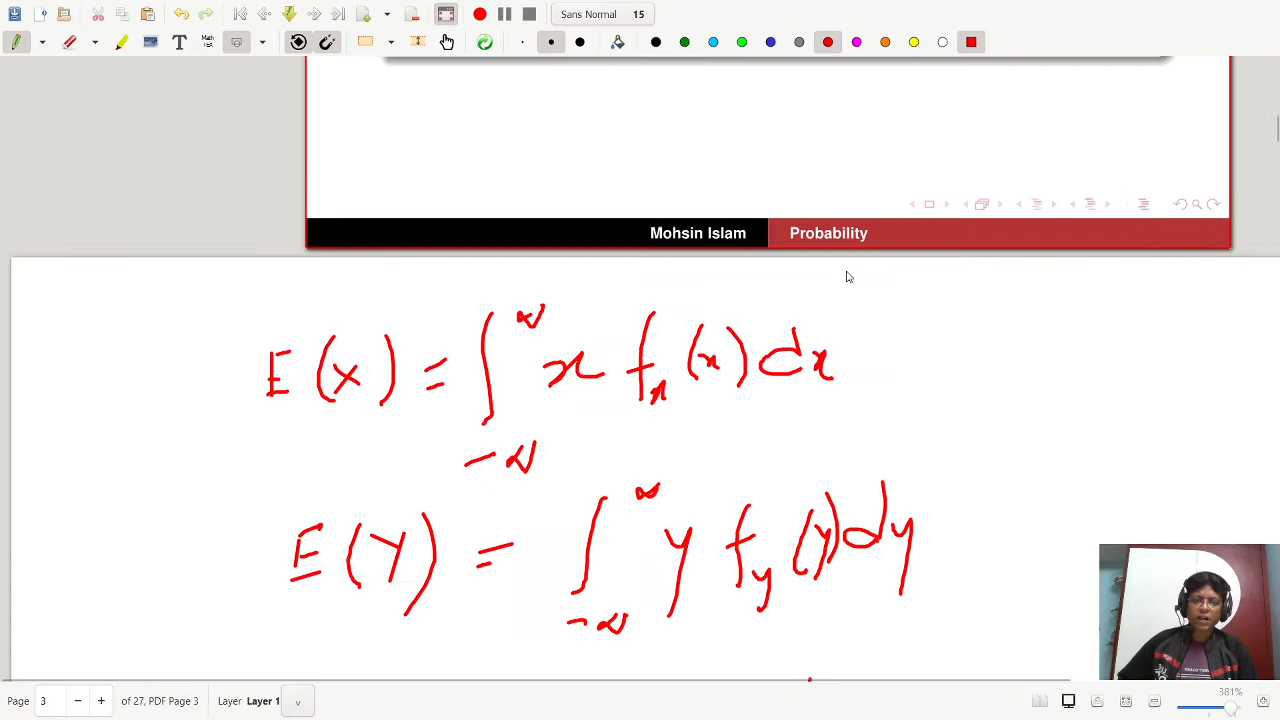 Sans Normal 15
Mohsin Islam Probability
E(X) = ∫_{-∞}^{∞} x f_x(x) dx
E(Y) = ∫_{-∞}^{∞} y f_y(y) dy
Page 3 of 27, PDF Page 3 Layer Layer 1 381%